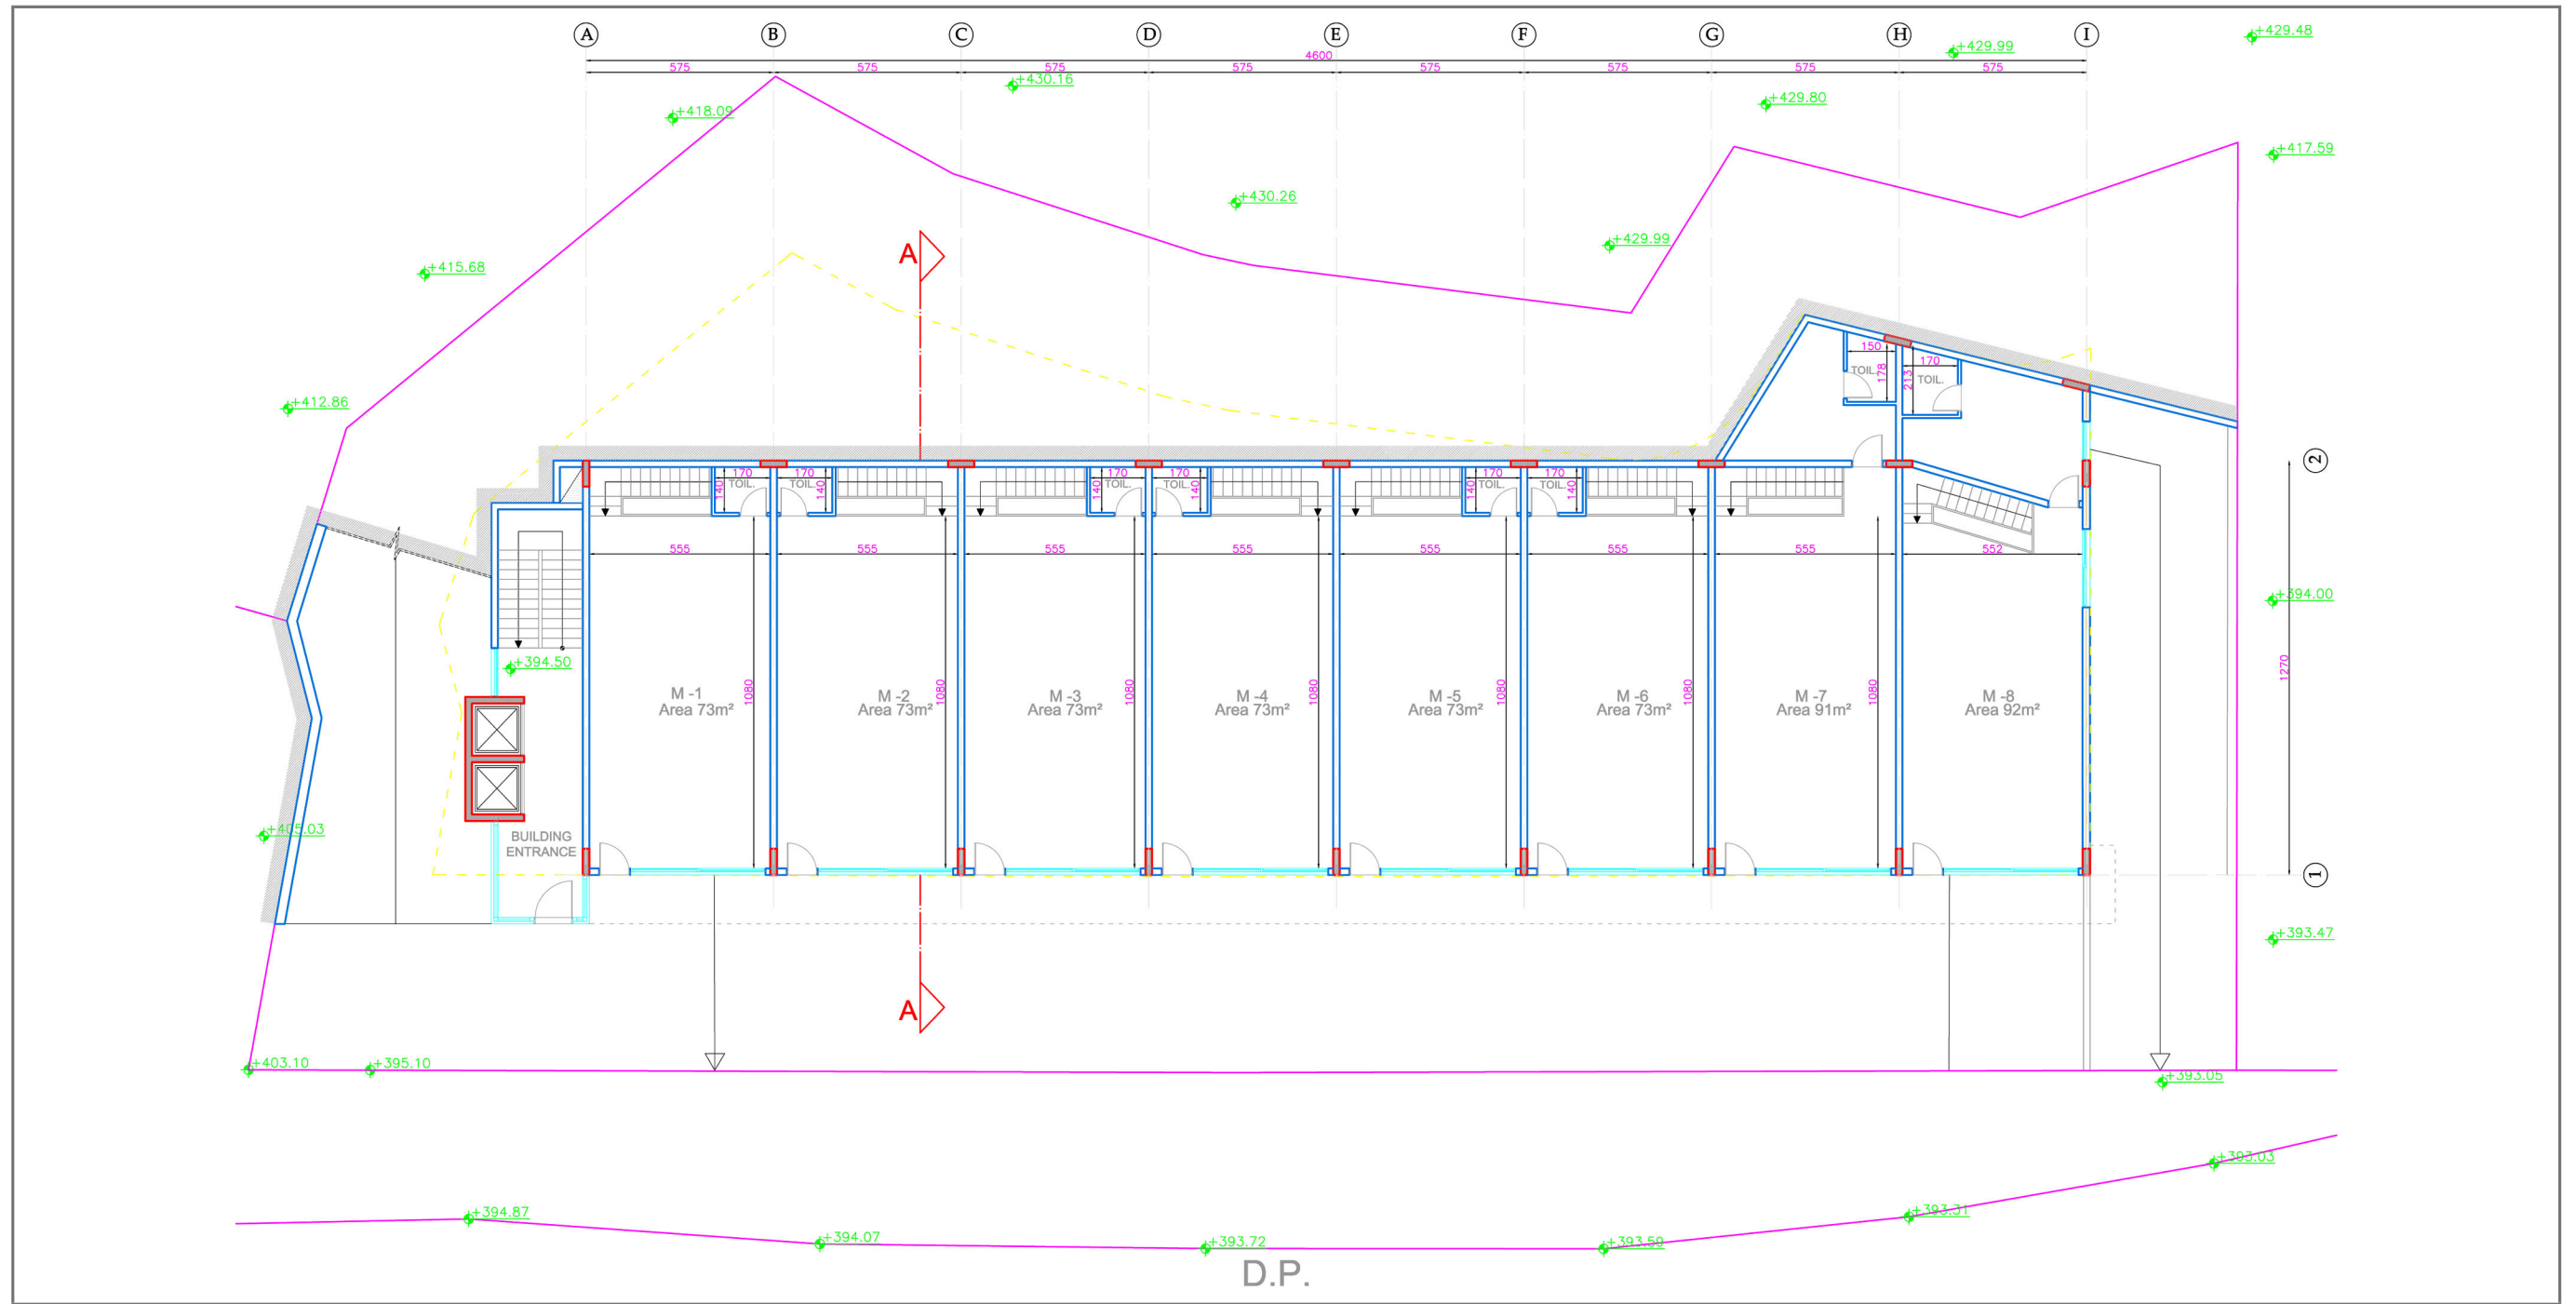 A B C D E F G H I
+429.48
+429.99
4600
575 575 575 575 575 575 575 575
+430.16
+429.80
+418.09
+417.59
+430.26
+429.99
A
+415.68
+412.86
150 170
178 213
TOIL. TOIL.
2
170 170 170 170 170 170
TOIL. TOIL. TOIL. TOIL. TOIL. TOIL.
140 140 140 140 140 140
555 555 555 555 555 555 555 552
+394.00
+394.50
1270
M -1
Area 73m²
M -2
Area 73m²
M -3
Area 73m²
M -4
Area 73m²
M -5
Area 73m²
M -6
Area 73m²
M -7
Area 91m²
M -8
Area 92m²
1080 1080 1080 1080 1080 1080 1080
+405.03
BUILDING
ENTRANCE
1
+393.47
A
+403.10
+395.10
+393.05
+393.03
+394.87
+393.31
+394.07
+393.72
+393.59
D.P.